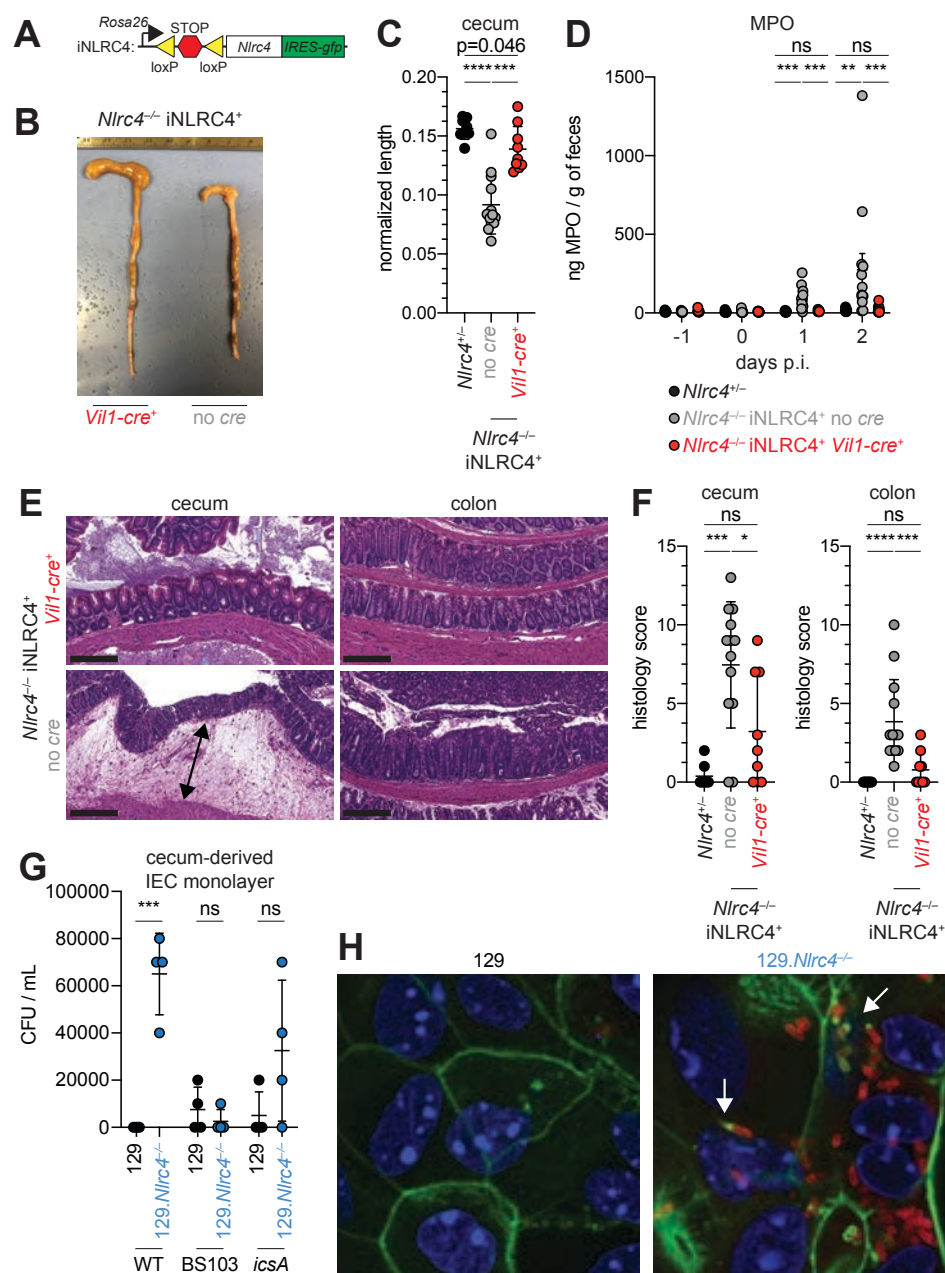 A
Rosa26
STOP
iNLRC4:
Nlrc4
IRES-gfp
loxP
loxP
B
Nlrc4–/– iNLRC4+
Vil1-cre+
no cre
C
cecum
p=0.046
****
***
normalized length
0.20
0.15
0.10
0.05
0.00
Nlrc4+/–
no cre
Vil1-cre+
Nlrc4–/–
iNLRC4+
D
MPO
ns
ns
***
***
**
***
ng MPO / g of feces
1500
1000
500
0
-1
0
1
2
days p.i.
Nlrc4+/–
Nlrc4–/– iNLRC4+ no cre
Nlrc4–/– iNLRC4+ Vil1-cre+
E
cecum
colon
Nlrc4–/– iNLRC4+
Vil1-cre+
no cre
F
cecum
ns
***
*
histology score
15
10
5
0
Nlrc4+/–
no cre
Vil1-cre+
Nlrc4–/–
iNLRC4+
colon
ns
****
***
histology score
15
10
5
0
Nlrc4+/–
no cre
Vil1-cre+
Nlrc4–/–
iNLRC4+
G
cecum-derived
IEC monolayer
***
ns
ns
CFU / mL
100000
80000
60000
40000
20000
0
129
129.Nlrc4–/–
129
129.Nlrc4–/–
129
129.Nlrc4–/–
WT
BS103
icsA
H
129
129.Nlrc4–/–